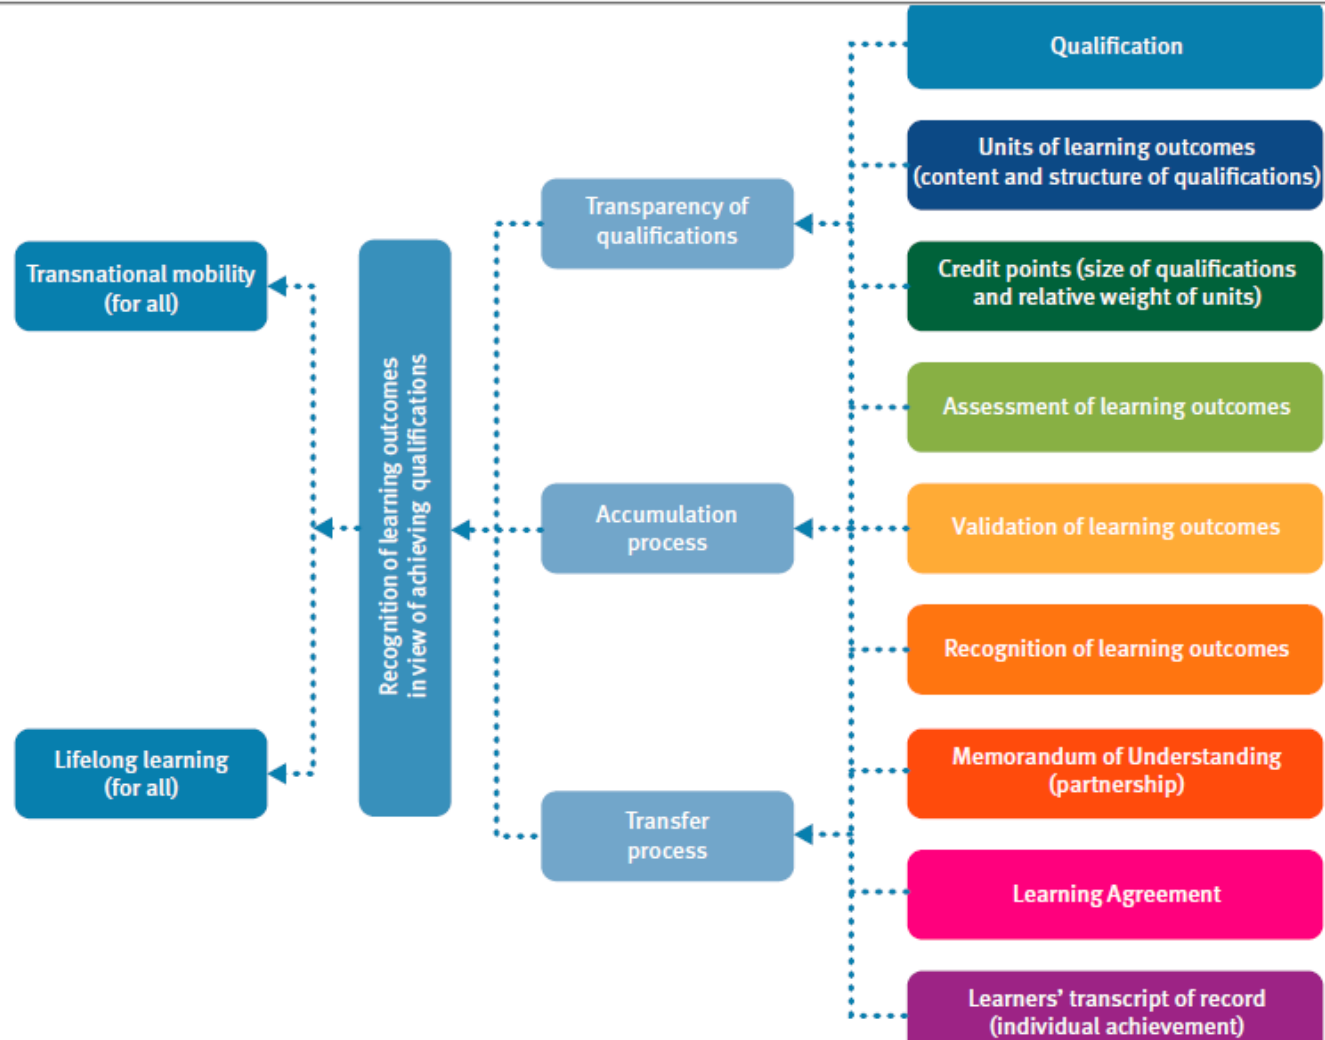 Qualification
Units of learning outcomes
(content and structure of qualifications)
Transparency of
qualifications
Credit points (size of qualifications
and relative weight of units)
Transnational mobility
(for all)
Recognition of learning outcomes
in view of achieving qualifications
Assessment of learning outcomes
Accumulation
process
Validation of learning outcomes
Recognition of learning outcomes
Lifelong learning
(for all)
Memorandum of Understanding
(partnership)
Transfer
process
Learning Agreement
Learners’ transcript of record
(individual achievement)